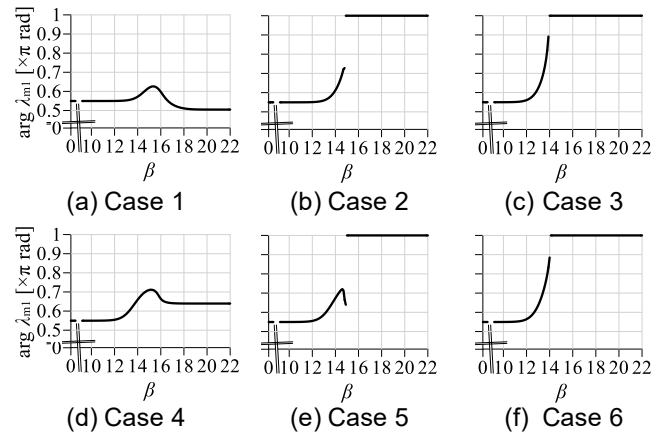 arg λm1 [×π rad]
1
0.9
0.8
0.7
0.6
0.5
0
0 10 12 14 16 18 20 22
β
(a) Case 1
0 10 12 14 16 18 20 22
β
(b) Case 2
0 10 12 14 16 18 20 22
β
(c) Case 3
arg λm1 [×π rad]
1
0.9
0.8
0.7
0.6
0.5
0
0 10 12 14 16 18 20 22
β
(d) Case 4
0 10 12 14 16 18 20 22
β
(e) Case 5
0 10 12 14 16 18 20 22
β
(f) Case 6